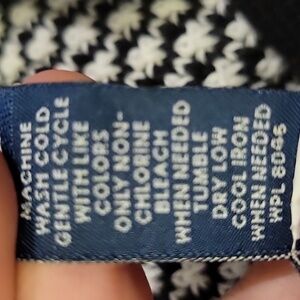 MACHINE
WASH COLD
GENTLE CYCLE
WITH LIKE
COLORS
ONLY NON-
CHLORINE
BLEACH
WHEN NEEDED
TUMBLE
DRY LOW
COOL IRON
WHEN NEEDED
WPL 8096